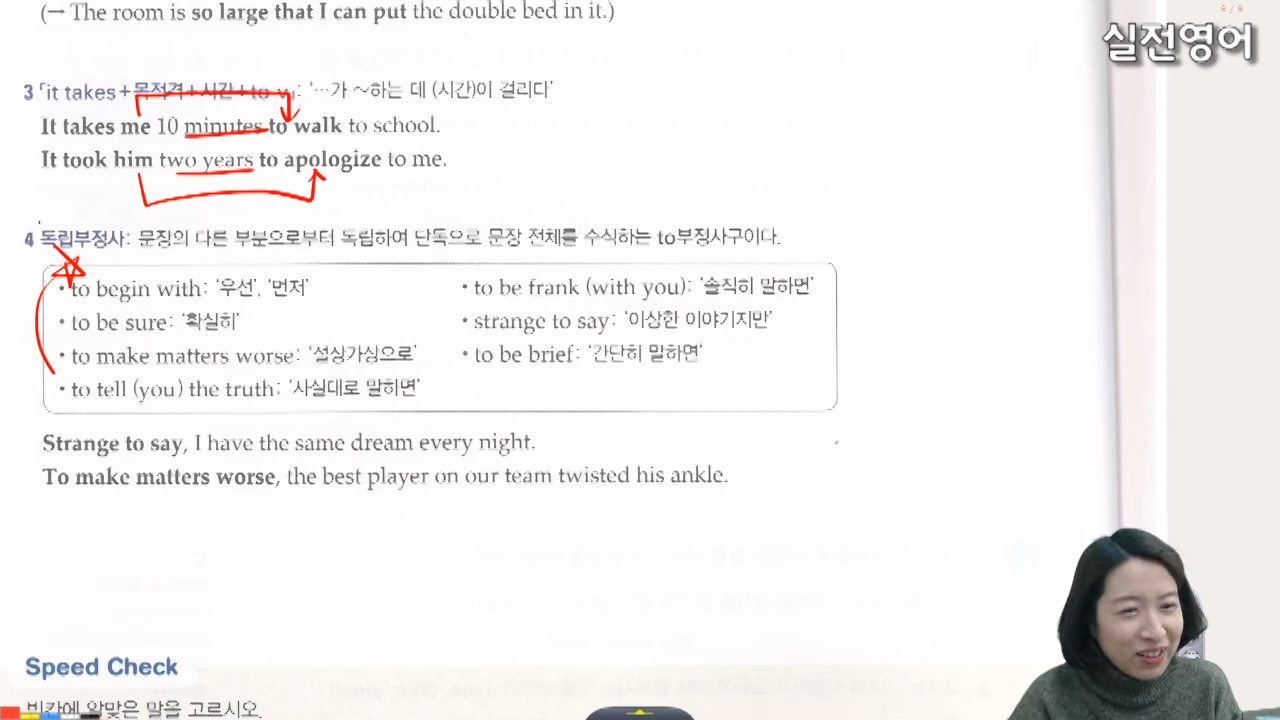 (→ The room is so large that I can put the double bed in it.)
실전영어
3 「it takes+목적격+시간+to v」: '…가 ~하는 데 (시간)이 걸리다'
It takes me 10 minutes to walk to school.
It took him two years to apologize to me.
4 독립부정사: 문장의 다른 부분으로부터 독립하여 단독으로 문장 전체를 수식하는 to부정사구이다.
• to begin with: '우선', '먼저'
• to be frank (with you): '솔직히 말하면'
• to be sure: '확실히'
• strange to say: '이상한 이야기지만'
• to make matters worse: '설상가상으로'
• to be brief: '간단히 말하면'
• to tell (you) the truth: '사실대로 말하면'
Strange to say, I have the same dream every night.
To make matters worse, the best player on our team twisted his ankle.
Speed Check
빈칸에 알맞은 말을 고르시오.